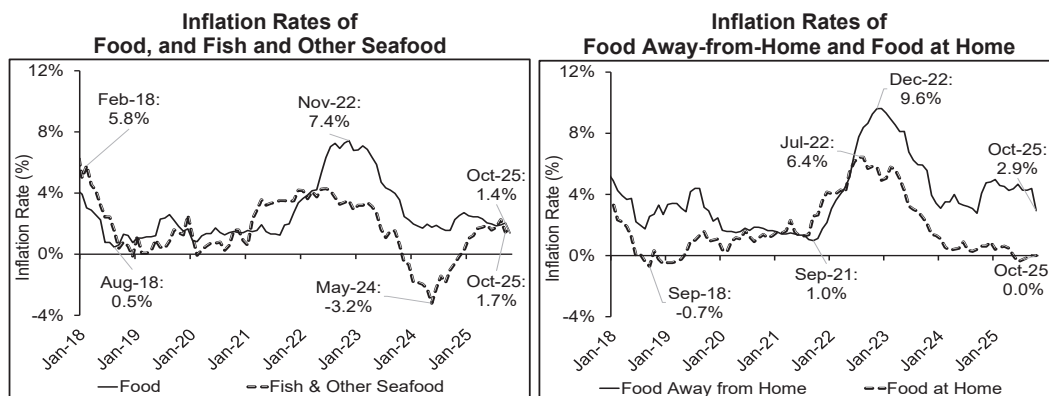 Inflation Rates of
Food, and Fish and Other Seafood
12%
8%
4%
0%
-4%
Inflation Rate (%)
Feb-18:
5.8%
Nov-22:
7.4%
Oct-25:
1.4%
Aug-18:
0.5%
May-24:
-3.2%
Oct-25:
1.7%
Jan-18
Jan-19
Jan-20
Jan-21
Jan-22
Jan-23
Jan-24
Jan-25
Food
Fish & Other Seafood
Inflation Rates of
Food Away-from-Home and Food at Home
12%
8%
4%
0%
-4%
Inflation Rate (%)
Dec-22:
9.6%
Jul-22:
6.4%
Oct-25:
2.9%
Sep-18:
-0.7%
Sep-21:
1.0%
Oct-25:
0.0%
Jan-18
Jan-19
Jan-20
Jan-21
Jan-22
Jan-23
Jan-24
Jan-25
Food Away from Home
Food at Home